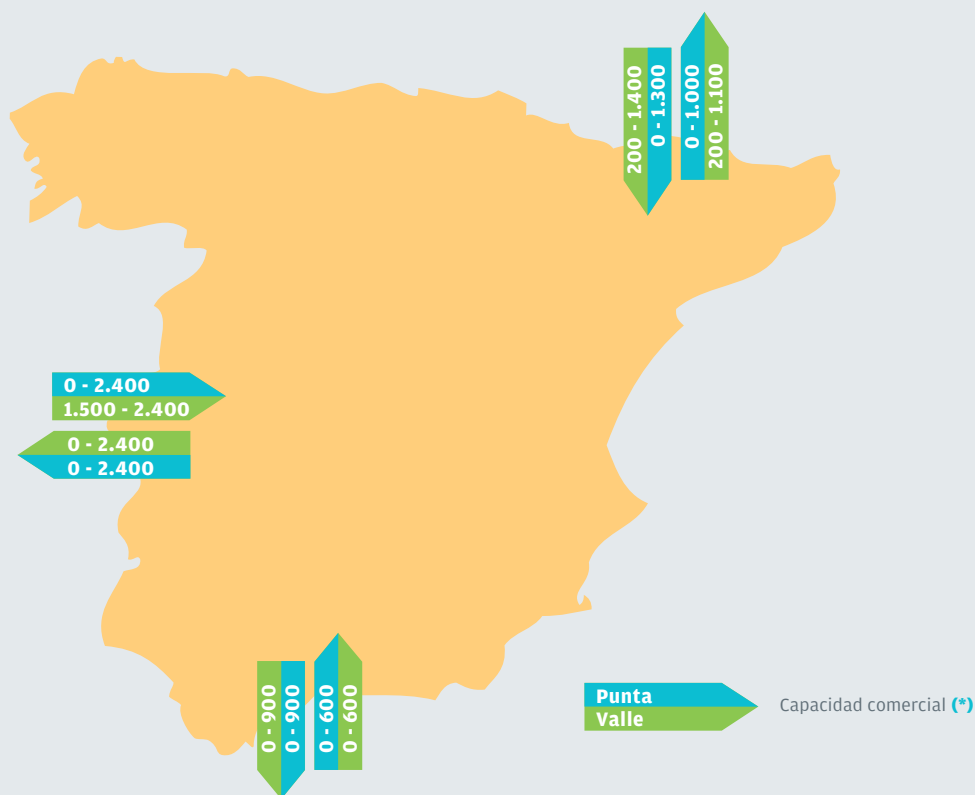 200 - 1.400
0 - 1.300
0 - 1.000
200 - 1.100
0 - 2.400
1.500 - 2.400
0 - 2.400
0 - 2.400
0 - 900
0 - 900
0 - 600
0 - 600
Punta
Valle
Capacidad comercial (*)